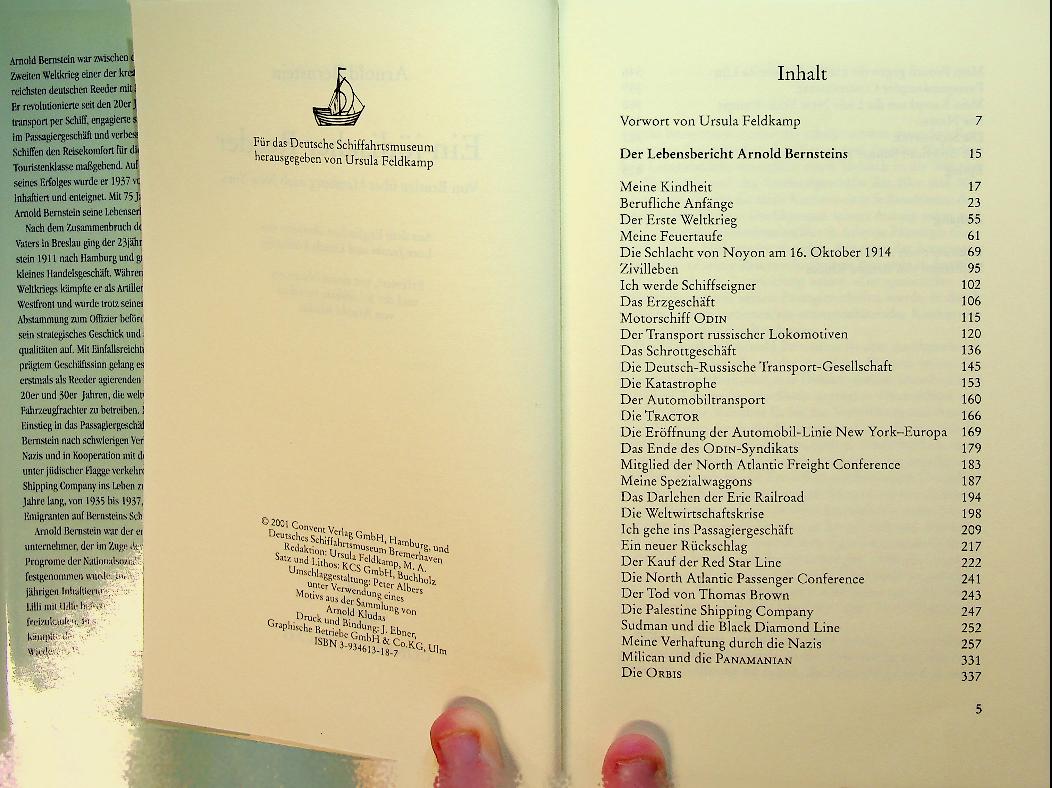 Arnold Bernstein war zwischen
Zweiten Weltkrieg einer der
reichsten deutschen Reeder mit
Er revolutionierte seit den 20er
transport per Schiff, engagierte
im Passagiergeschäft und
Schiffen den Reisekomfort für
Touristenklasse maßgebend. Auf
seines Erfolges wurde er 1937
inhaftiert und enteignet. Mit 75
Arnold Bernstein seine
Nach dem Zusammenbruch
Vaters in Breslau ging der
stein 1911 nach Hamburg und
kleines Handelsgeschäft.
Weltkriegs kämpfte er als
Westfront und wurde trotz seiner
Abstammung zum Offizier
sein strategisches Geschick und
qualitäten auf. Mit
prägtem Geschäftssinn gelang es
erstmals als Reeder agierenden
20er und 30er Jahren, die
Fahrzeugfrachter zu betreiben.
Einstieg in das
Bernstein nach schwierigen
Nazis und in Kooperation mit
unter jüdischer Flagge
Shipping Company ins Leben
Jahre lang, von 1935 bis 1937,
Emigranten auf Bernsteins
Arnold Bernstein war der
unternehmer, der im Zuge
Progrome der
festgenommen wurde.
jährigen
Lilli mit Hilfe
freizukaufen.
kämpfte
Für das Deutsche Schiffahrtsmuseum
herausgegeben von Ursula Feldkamp
© 2001 Convent Verlag GmbH, Hamburg, und
Deutsches Schiffahrtsmuseum Bremerhaven
Redaktion: Ursula Feldkamp, M. A.
Satz und Lithos: KCS GmbH, Buchholz
Umschlaggestaltung: Peter Albers
unter Verwendung eines
Motivs aus der Sammlung von
Arnold Kludas
Druck und Bindung: J. Ebner,
Graphische Betriebe GmbH & Co.KG, Ulm
ISBN 3-934613-18-7
Inhalt
Vorwort von Ursula Feldkamp 7
Der Lebensbericht Arnold Bernsteins 15
Meine Kindheit 17
Berufliche Anfänge 23
Der Erste Weltkrieg 55
Meine Feuertaufe 61
Die Schlacht von Noyon am 16. Oktober 1914 69
Zivilleben 95
Ich werde Schiffseigner 102
Das Erzgeschäft 106
Motorschiff ODIN 115
Der Transport russischer Lokomotiven 120
Das Schrottgeschäft 136
Die Deutsch-Russische Transport-Gesellschaft 145
Die Katastrophe 153
Der Automobiltransport 160
Die TRACTOR 166
Die Eröffnung der Automobil-Linie New York–Europa 169
Das Ende des ODIN-Syndikats 179
Mitglied der North Atlantic Freight Conference 183
Meine Spezialwaggons 187
Das Darlehen der Erie Railroad 194
Die Weltwirtschaftskrise 198
Ich gehe ins Passagiergeschäft 209
Ein neuer Rückschlag 217
Der Kauf der Red Star Line 222
Die North Atlantic Passenger Conference 241
Der Tod von Thomas Brown 243
Die Palestine Shipping Company 247
Sudman und die Black Diamond Line 252
Meine Verhaftung durch die Nazis 257
Milican und die PANAMANIAN 331
Die ORBIS 337
5